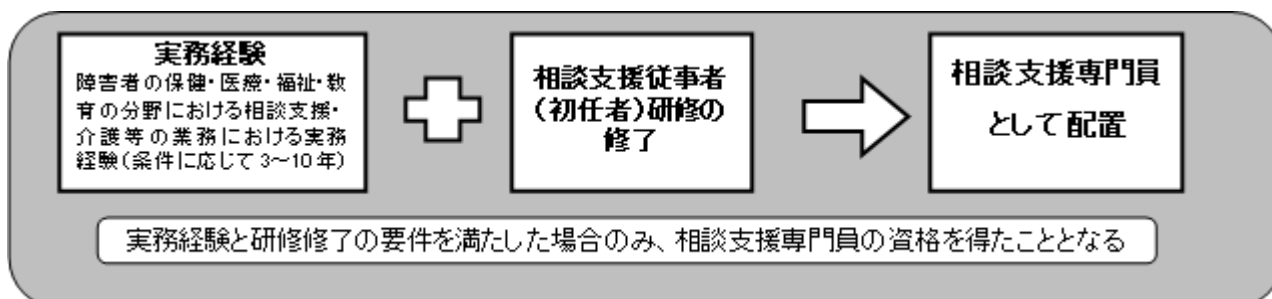 実務経験
障害者の保健・医療・福祉・教
育の分野における相談支援・
介護等の業務における実務
経験(条件に応じて3~10年)
相談支援従事者
(初任者)研修の
修了
相談支援専門員
として配置
実務経験と研修修了の要件を満たした場合のみ、相談支援専門員の資格を得たこととなる